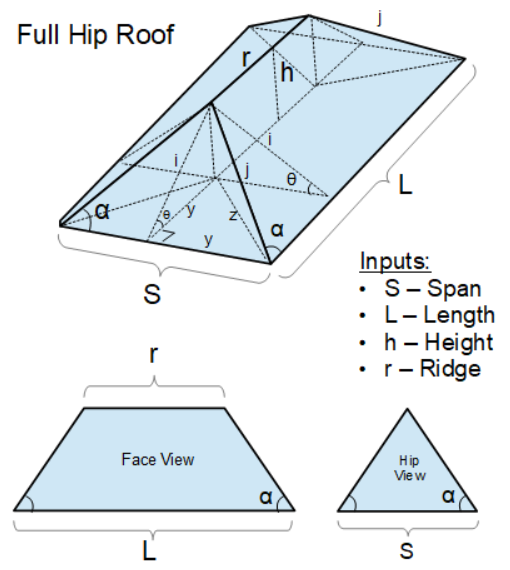 Full Hip Roof
j
r
h
i
i
j
θ
L
α
θ
y
z
α
y
S
Inputs:
• S – Span
• L – Length
• h – Height
• r – Ridge
r
Face View
α
L
Hip
View
α
S